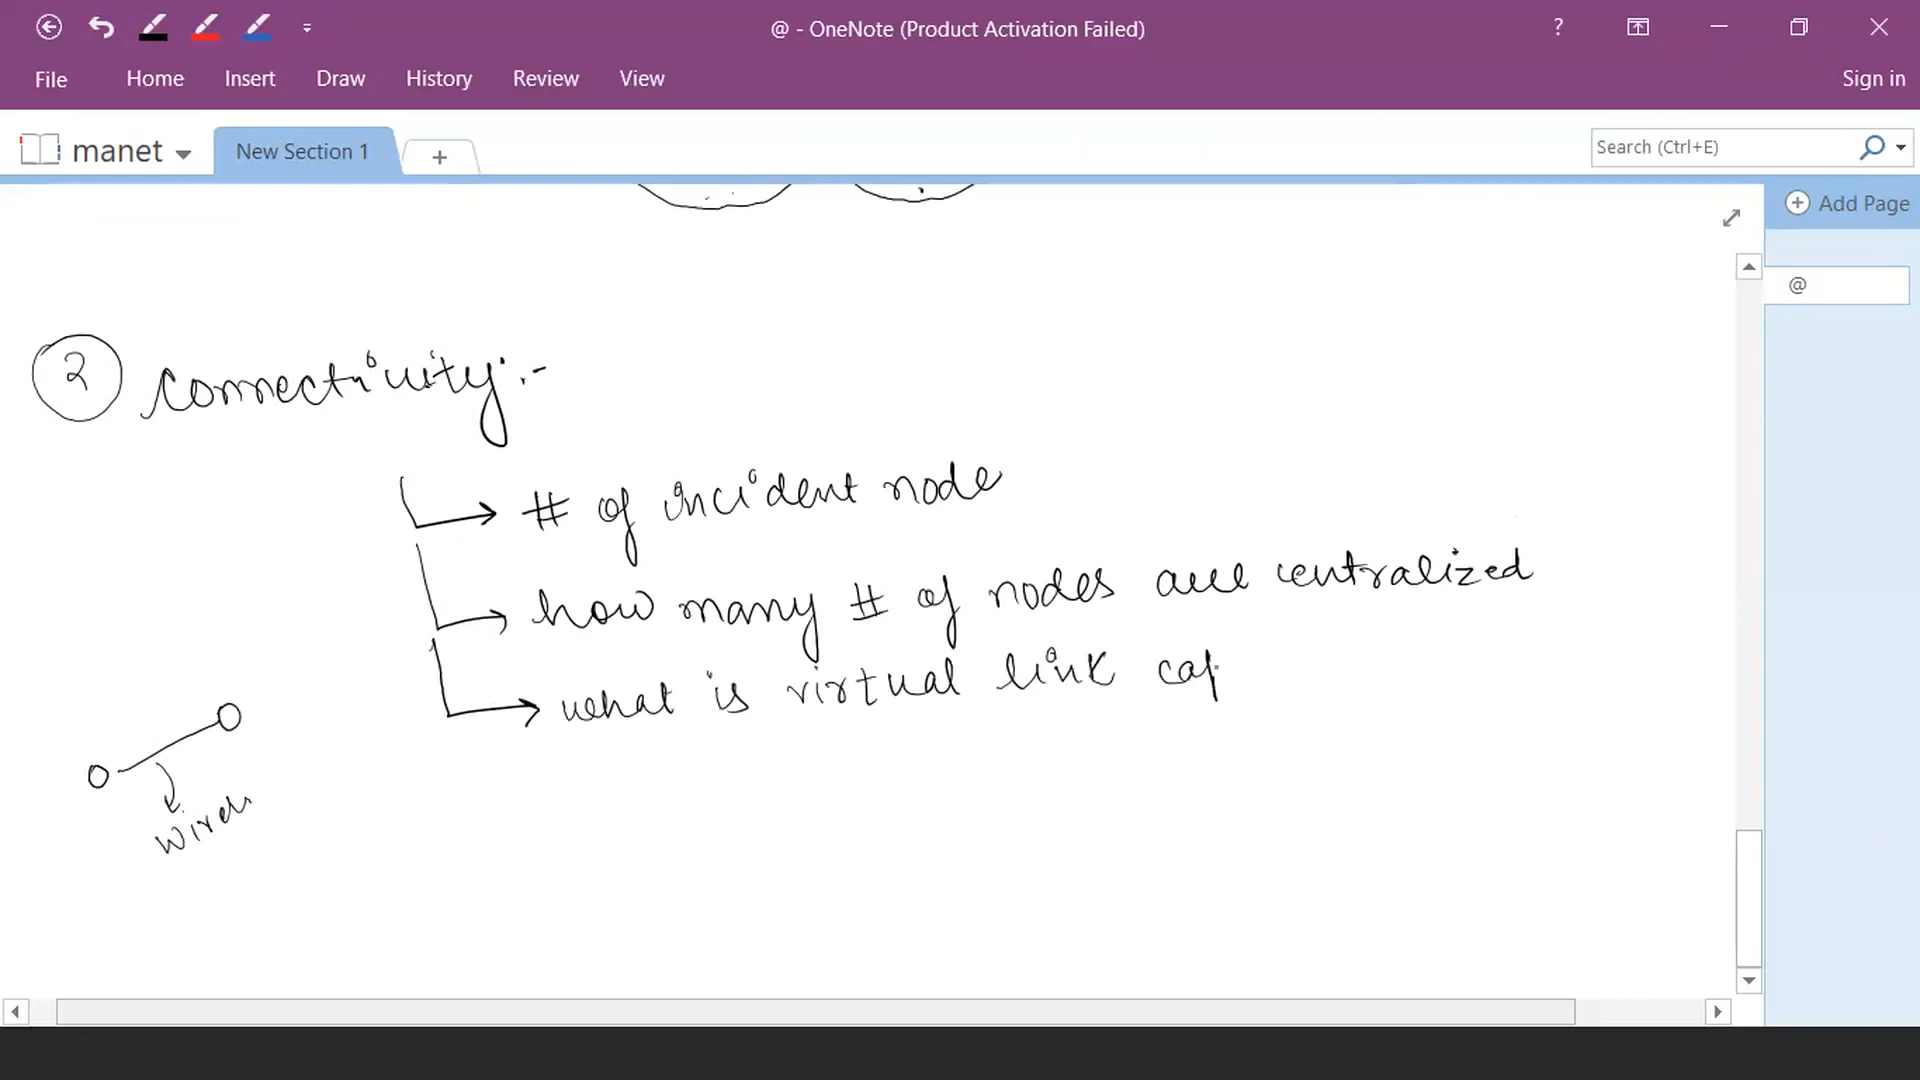 @ - OneNote (Product Activation Failed)
?
File Home Insert Draw History Review View Sign in
manet New Section 1 + Search (Ctrl+E)
Add Page
@
2 connectivity :-
# of incident node
how many # of nodes are centralized
what is virtual link cap
wired